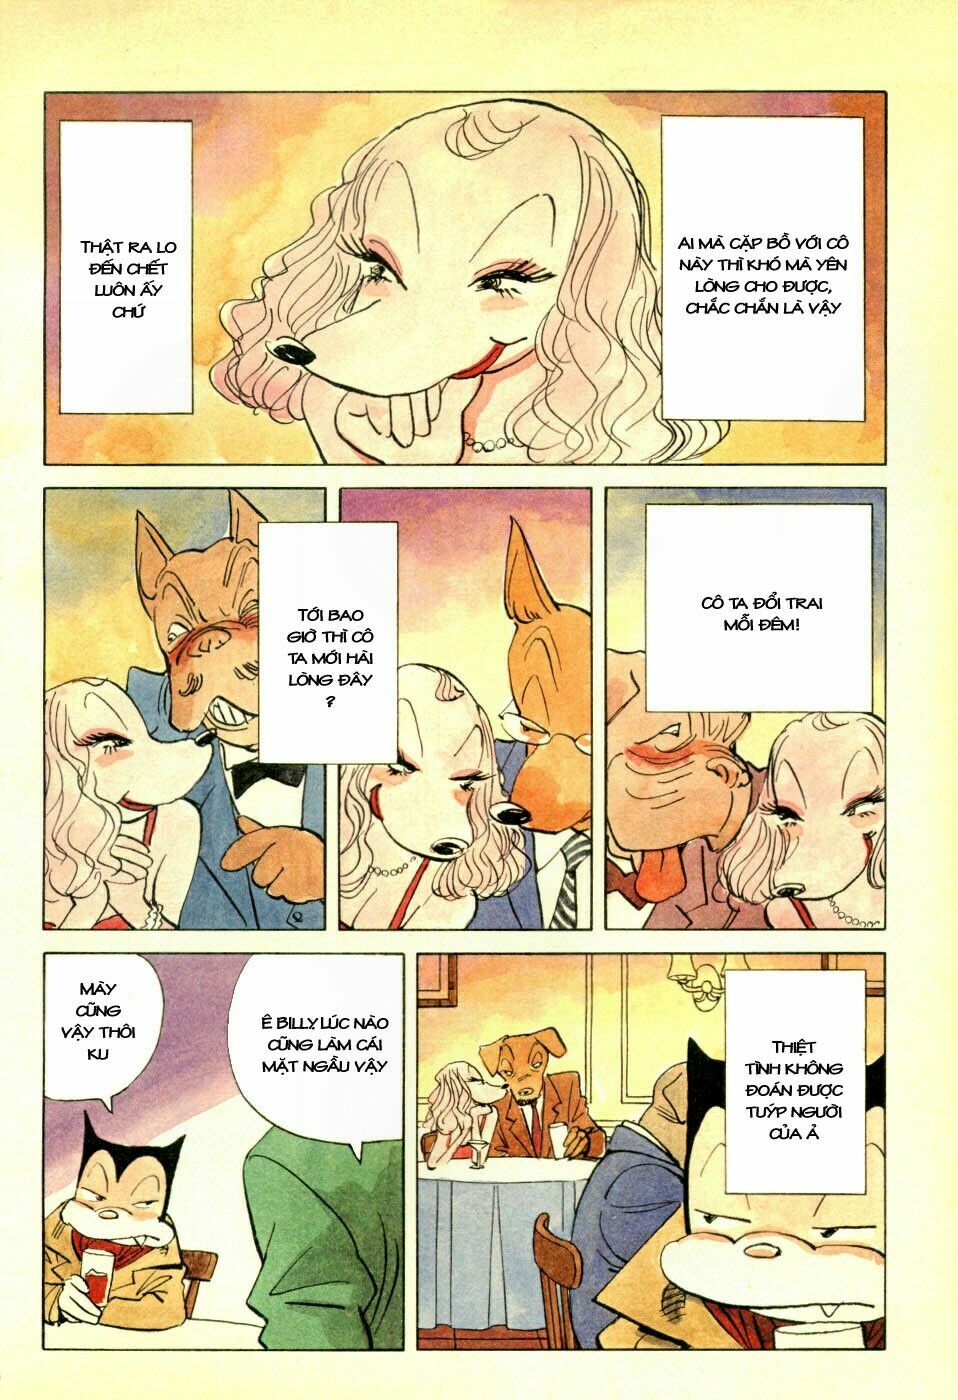 AI MÀ CẶP BỒ VỚI CÔ
NÀY THÌ KHÓ MÀ YÊN
LÒNG CHO ĐƯỢC,
CHẮC CHẮN LÀ VẬY
THẬT RA LO
ĐẾN CHẾT
LUÔN ẤY
CHỨ
CÔ TA ĐỔI TRAI
MỖI ĐÊM!
TỚI BAO
GIỜ THÌ CÔ
TA MỚI HÀI
LÒNG ĐÂY
?
THIỆT
TÌNH KHÔNG
ĐOÁN ĐƯỢC
TUÝP NGƯỜI
CỦA Ả
Ê BILLY, LÚC NÀO
CŨNG LÀM CÁI
MẶT NGẦU VẬY
MÀY
CŨNG
VẬY THÔI
KU